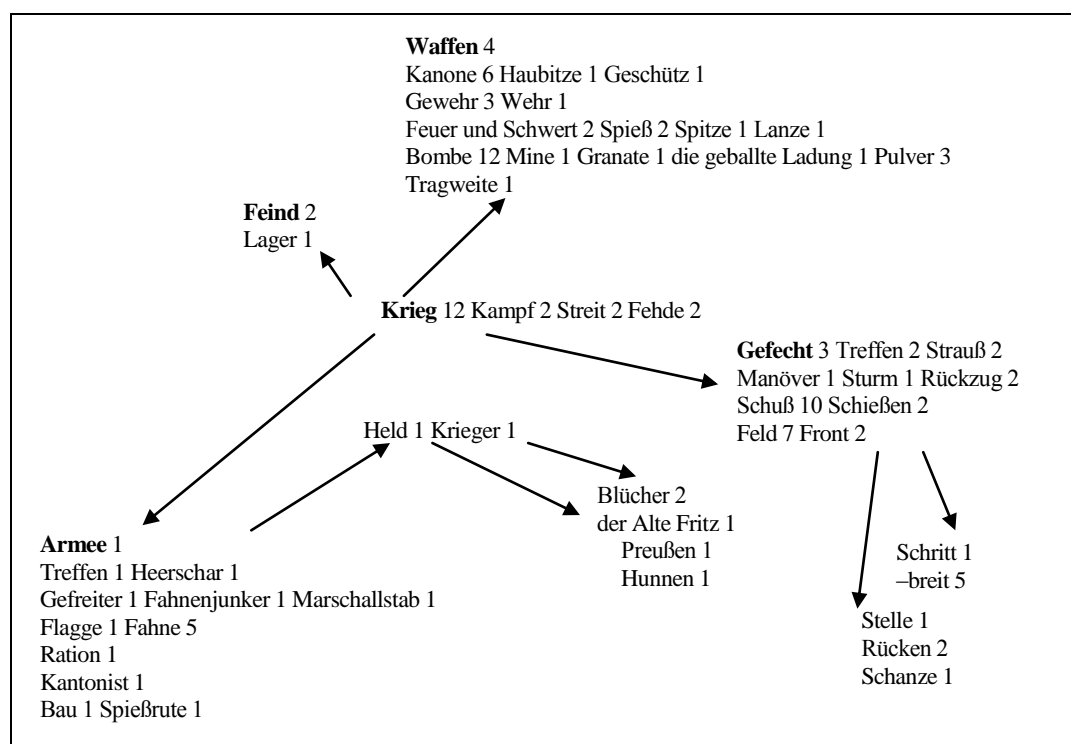 Waffen 4
Kanone 6 Haubitze 1 Geschütz 1
Gewehr 3 Wehr 1
Feuer und Schwert 2 Spieß 2 Spitze 1 Lanze 1
Bombe 12 Mine 1 Granate 1 die geballte Ladung 1 Pulver 3
Tragweite 1
Feind 2
Lager 1
Krieg 12 Kampf 2 Streit 2 Fehde 2
Gefecht 3 Treffen 2 Strauß 2
Manöver 1 Sturm 1 Rückzug 2
Schuß 10 Schießen 2
Feld 7 Front 2
Held 1 Krieger 1
Blücher 2
der Alte Fritz 1
Preußen 1
Hunnen 1
Armee 1
Treffen 1 Heerschar 1
Gefreiter 1 Fahnenjunker 1 Marschallstab 1
Flagge 1 Fahne 5
Ration 1
Kantonist 1
Bau 1 Spießrute 1
Schritt 1
–breit 5
Stelle 1
Rücken 2
Schanze 1